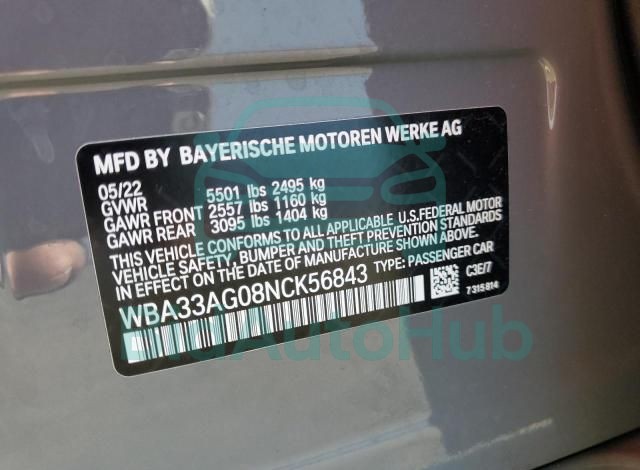 MFD BY BAYERISCHE MOTOREN WERKE AG
05/22
GVWR 5501 lbs 2495 kg
GAWR FRONT 2557 lbs 1160 kg
GAWR REAR 3095 lbs 1404 kg
THIS VEHICLE CONFORMS TO ALL APPLICABLE U.S. FEDERAL MOTOR
VEHICLE SAFETY, BUMPER AND THEFT PREVENTION STANDARDS
IN EFFECT ON THE DATE OF MANUFACTURE SHOWN ABOVE.
WBA33AG08NCK56843 TYPE: PASSENGER CAR
C3E/7
7315814
BidAutoHub